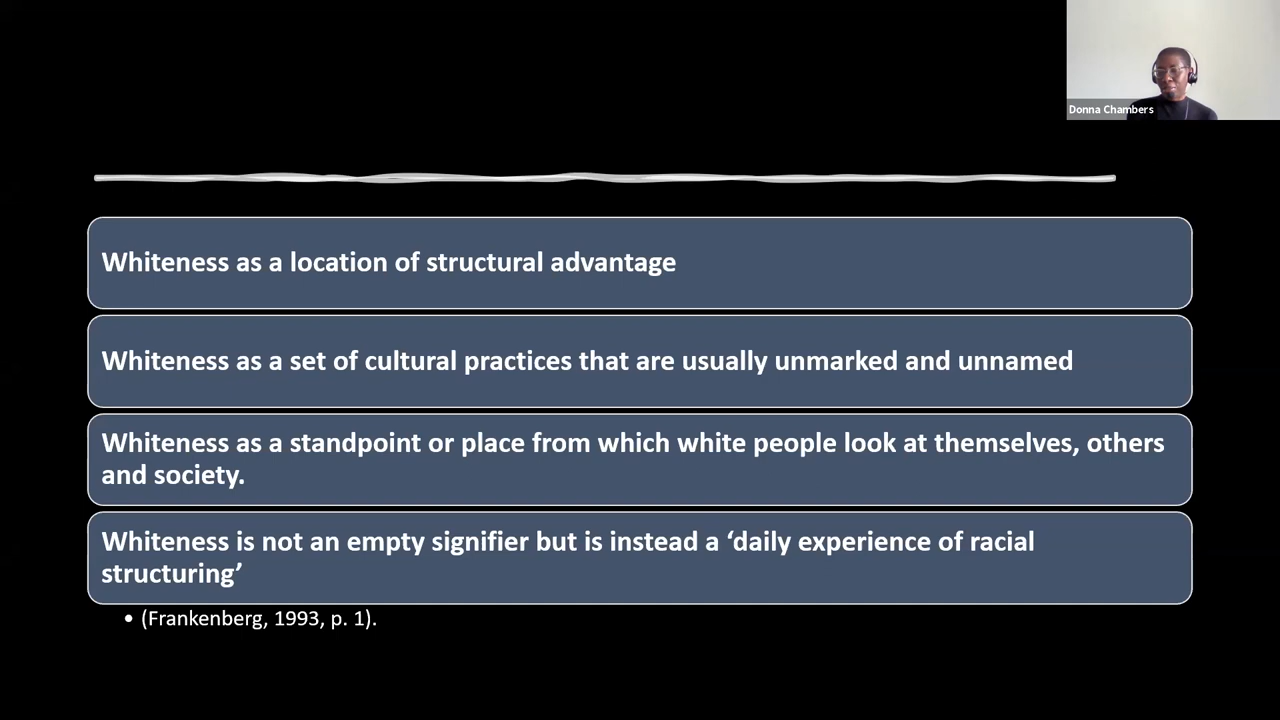 Donna Chambers
Whiteness as a location of structural advantage
Whiteness as a set of cultural practices that are usually unmarked and unnamed
Whiteness as a standpoint or place from which white people look at themselves, others
and society.
Whiteness is not an empty signifier but is instead a ‘daily experience of racial
structuring’
• (Frankenberg, 1993, p. 1).